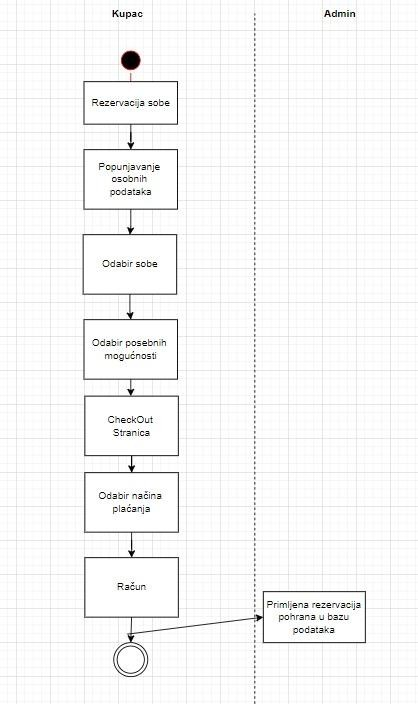 Kupac
Admin
Rezervacija sobe
Popunjavanje
osobnih
podataka
Odabir sobe
Odabir posebnih
mogućnosti
CheckOut
Stranica
Odabir načina
plaćanja
Račun
Primljena rezervacija
pohrana u bazu
podataka